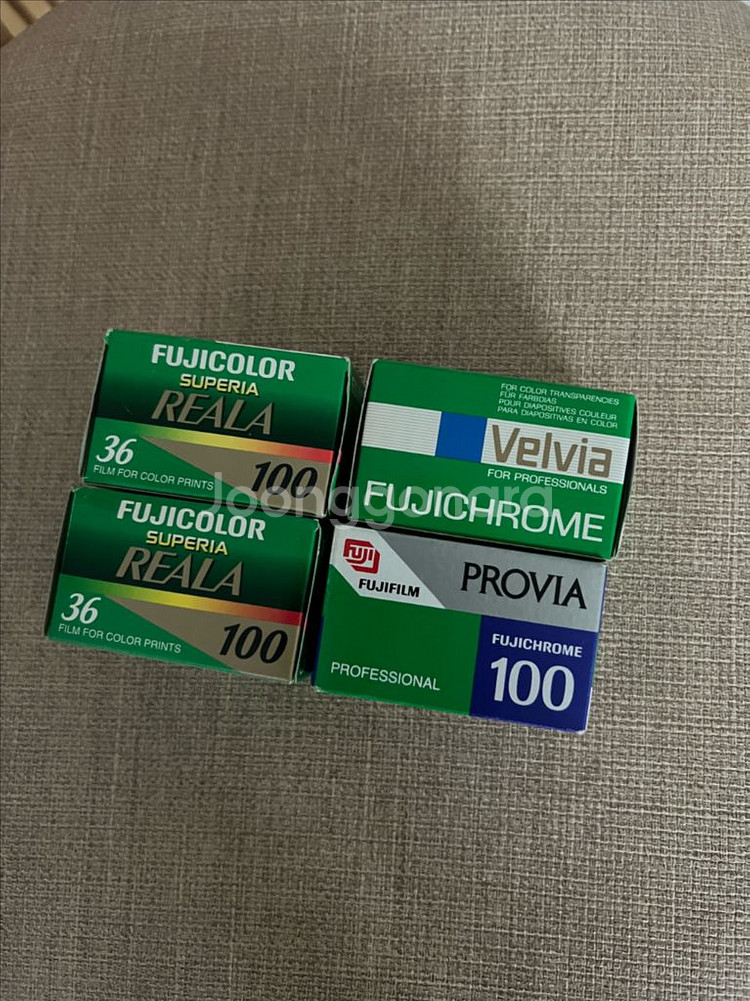 FUJICOLOR
SUPERIA
REALA
36
FILM FOR COLOR PRINTS
100
FOR COLOR TRANSPARENCIES
FÜR FARBDIAS
POUR DIAPOSITIVES COULEUR
PARA DIAPOSITIVAS EN COLOR
Velvia
FOR PROFESSIONALS
FUJICHROME
Joonggonara
FUJICOLOR
SUPERIA
REALA
36
FILM FOR COLOR PRINTS
100
FUJI
FUJIFILM
PROVIA
PROFESSIONAL
FUJICHROME
100